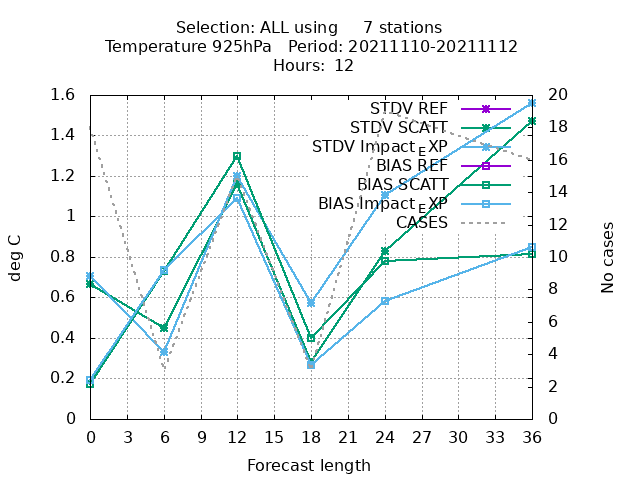 Selection: ALL using     7 stations
Temperature 925hPa   Period: 20211110-20211112
Hours: 12
STDV REF
STDV SCATT
STDV Impact_EXP
BIAS REF
BIAS SCATT
BIAS Impact_EXP
CASES
deg C
1.6
1.4
1.2
1
0.8
0.6
0.4
0.2
0
20
18
16
14
12
10
8
6
4
2
0
No cases
0 3 6 9 12 15 18 21 24 27 30 33 36
Forecast length